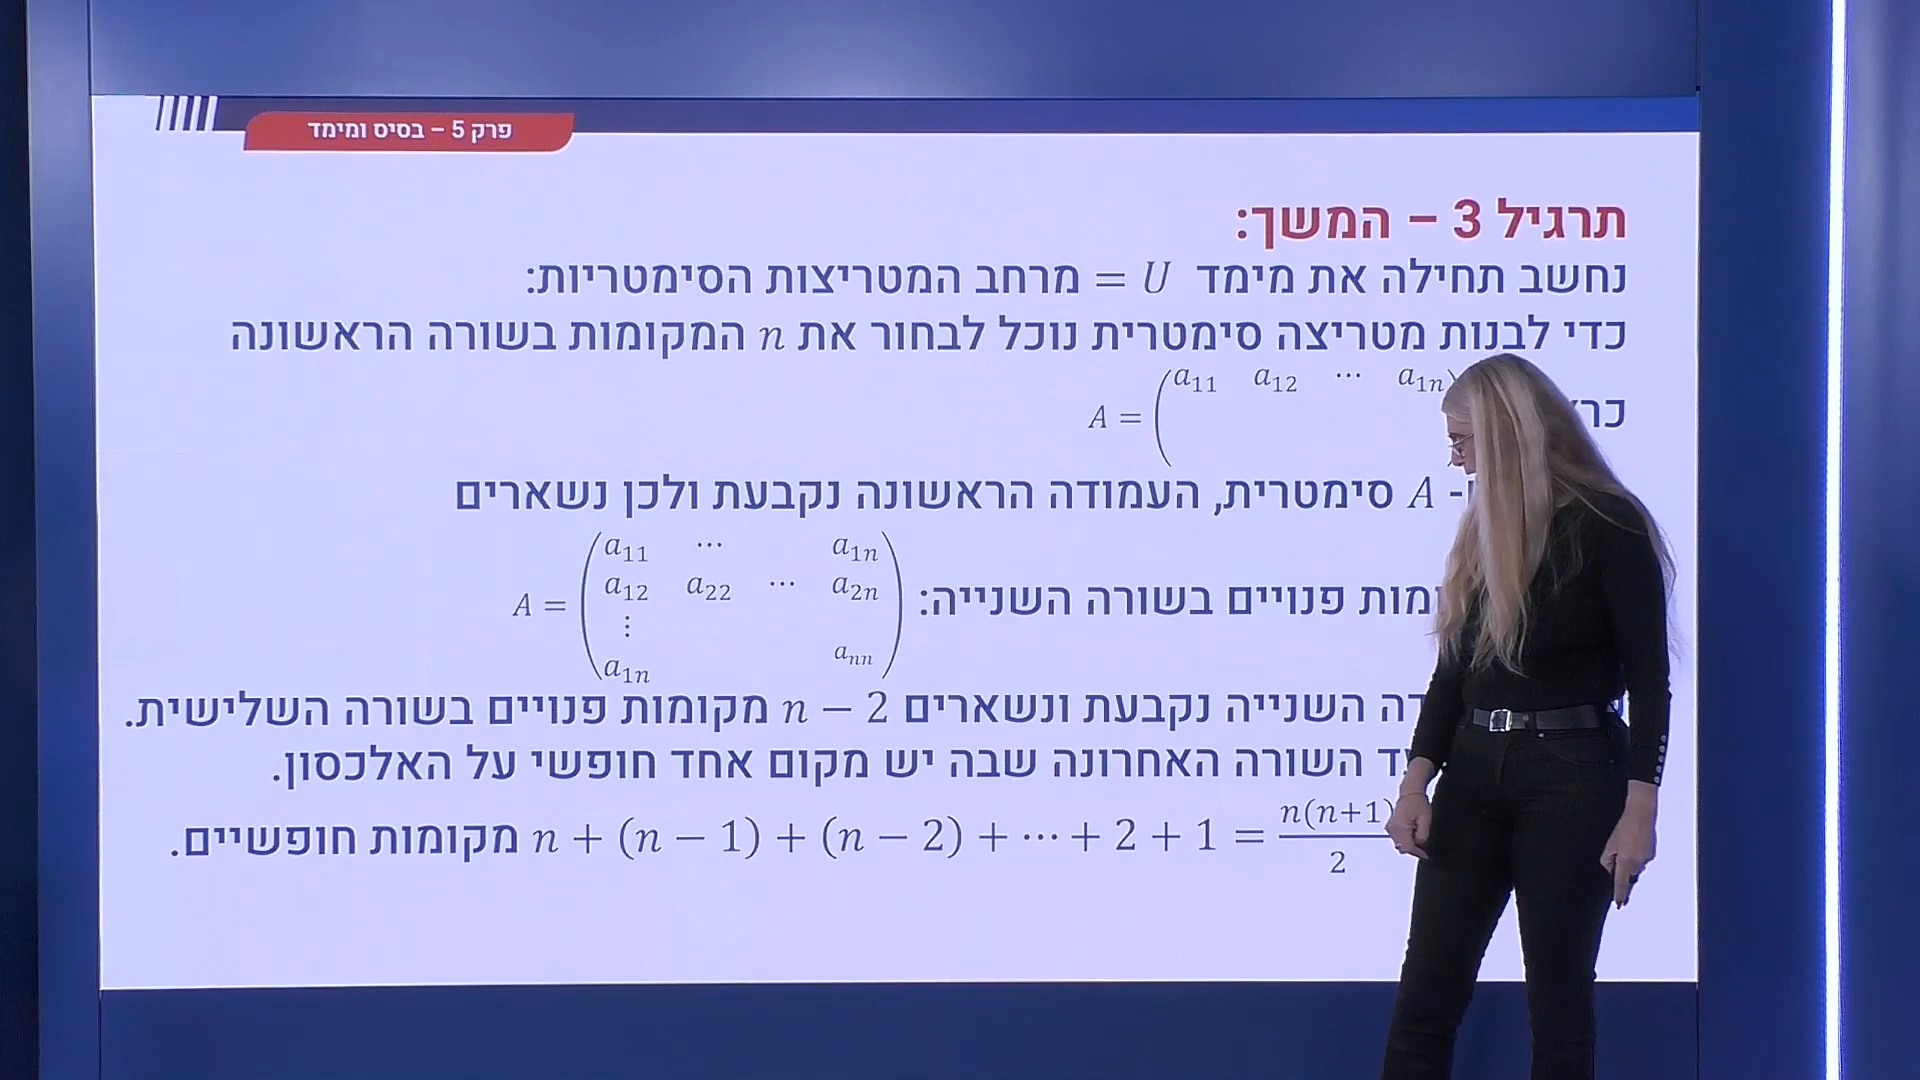 פרק 5 – בסיס ומימד
תרגיל 3 – המשך:
נחשב תחילה את מימד U = מרחב המטריצות הסימטריות:
כדי לבנות מטריצה סימטרית נוכל לבחור את n המקומות בשורה הראשונה
A = ( a₁₁ a₁₂ ⋯ a₁ₙ
A סימטרית, העמודה הראשונה נקבעת ולכן נשארים
פנויים בשורה השנייה: A =
a₁₁ ⋯ a₁ₙ
a₁₂ a₂₂ ⋯ a₂ₙ
⋮
a₁ₙ aₙₙ
השנייה נקבעת ונשארים n − 2 מקומות פנויים בשורה השלישית.
השורה האחרונה שבה יש מקום אחד חופשי על האלכסון.
n + (n − 1) + (n − 2) + ⋯ + 2 + 1 = n(n+1)/2 מקומות חופשיים.